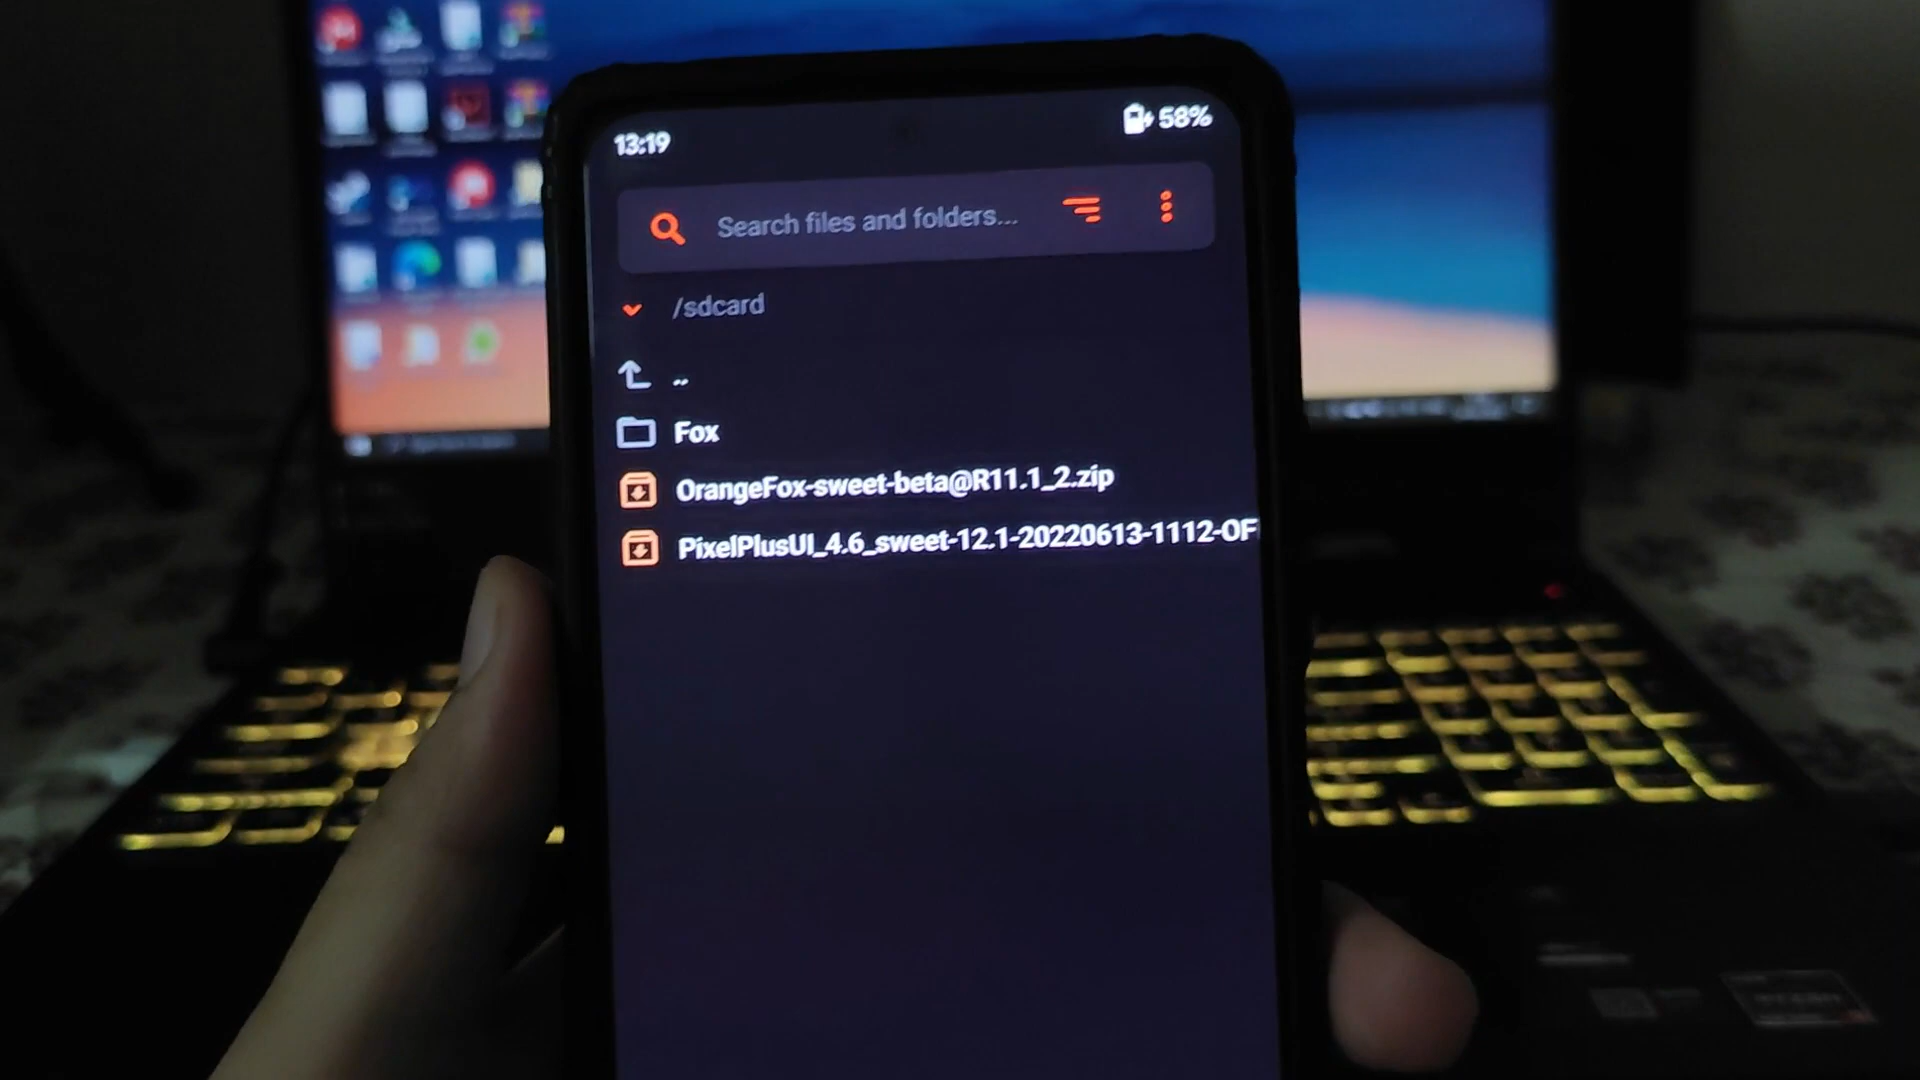 13:19
58%
Search files and folders...
/sdcard
..
Fox
OrangeFox-sweet-beta@R11.1_2.zip
PixelPlusUI_4.6_sweet-12.1-20220613-1112-OF